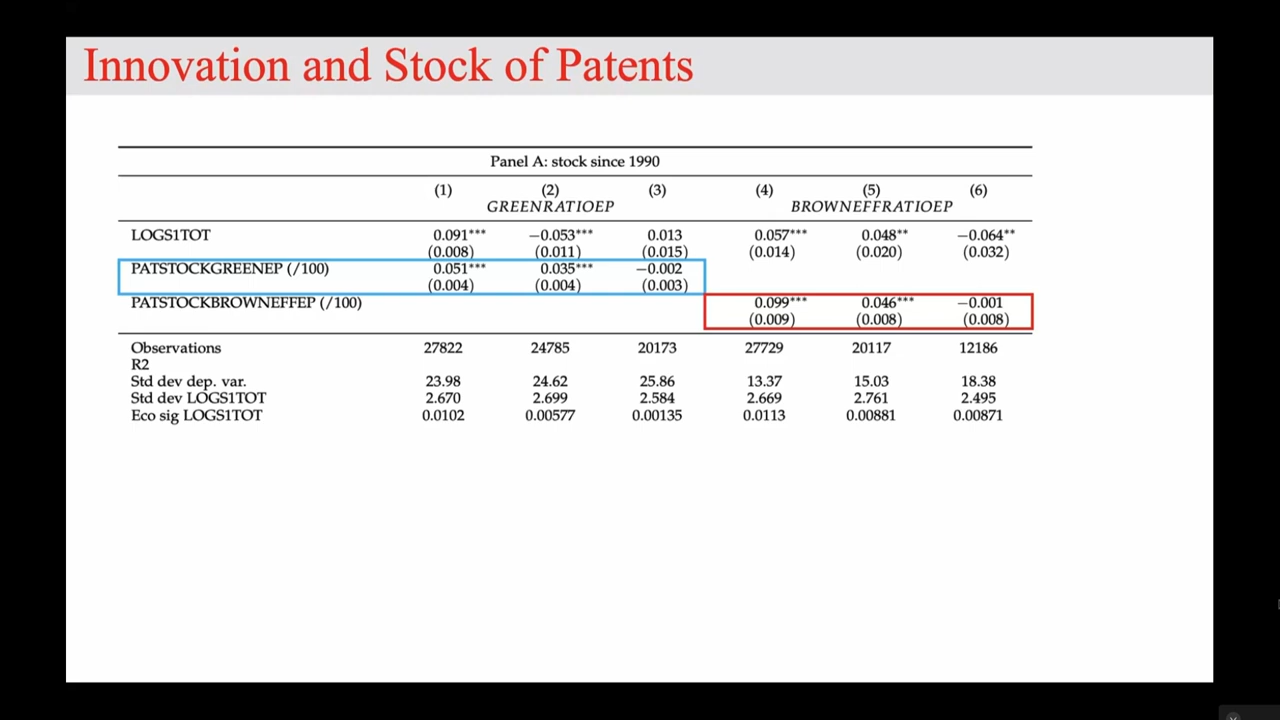 Innovation and Stock of Patents
Panel A: stock since 1990
(1) (2) (3) (4) (5) (6)
GREENRATIOEP BROWNEFFRATIOEP
LOGS1TOT 0.091*** −0.053*** 0.013 0.057*** 0.048** −0.064**
(0.008) (0.011) (0.015) (0.014) (0.020) (0.032)
PATSTOCKGREENEP (/100) 0.051*** 0.035*** −0.002
(0.004) (0.004) (0.003)
PATSTOCKBROWNEFFEP (/100) 0.099*** 0.046*** −0.001
(0.009) (0.008) (0.008)
Observations 27822 24785 20173 27729 20117 12186
R2
Std dev dep. var. 23.98 24.62 25.86 13.37 15.03 18.38
Std dev LOGS1TOT 2.670 2.699 2.584 2.669 2.761 2.495
Eco sig LOGS1TOT 0.0102 0.00577 0.00135 0.0113 0.00881 0.00871